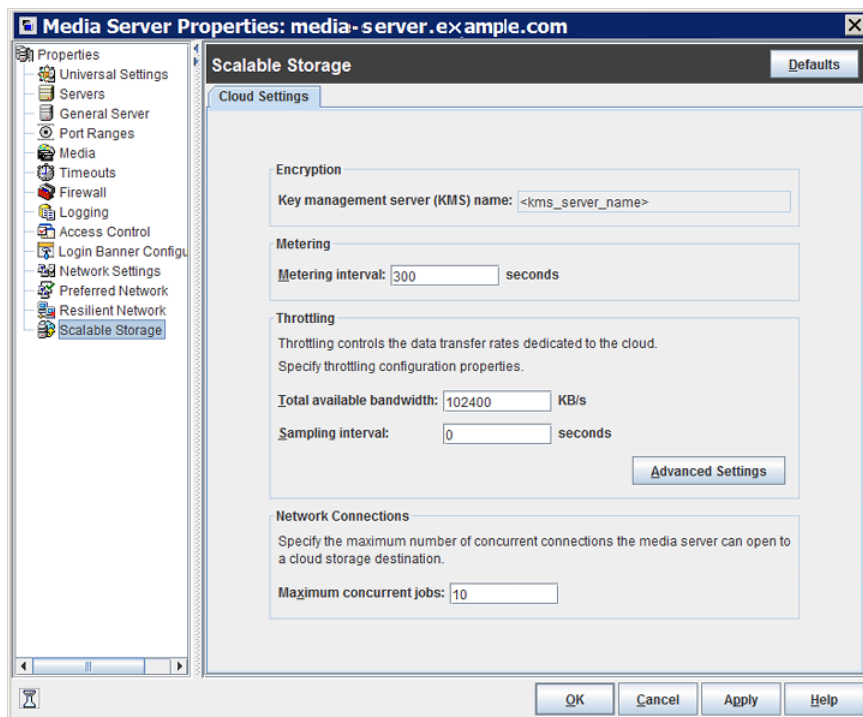 Media Server Properties: media-server.example.com
Properties
Universal Settings
Servers
General Server
Port Ranges
Media
Timeouts
Firewall
Logging
Access Control
Login Banner Configu
Network Settings
Preferred Network
Resilient Network
Scalable Storage
Scalable Storage
Defaults
Cloud Settings
Encryption
Key management server (KMS) name: <kms_server_name>
Metering
Metering interval: 300 seconds
Throttling
Throttling controls the data transfer rates dedicated to the cloud.
Specify throttling configuration properties.
Total available bandwidth: 102400 KB/s
Sampling interval: 0 seconds
Advanced Settings
Network Connections
Specify the maximum number of concurrent connections the media server can open to
a cloud storage destination.
Maximum concurrent jobs: 10
OK Cancel Apply Help